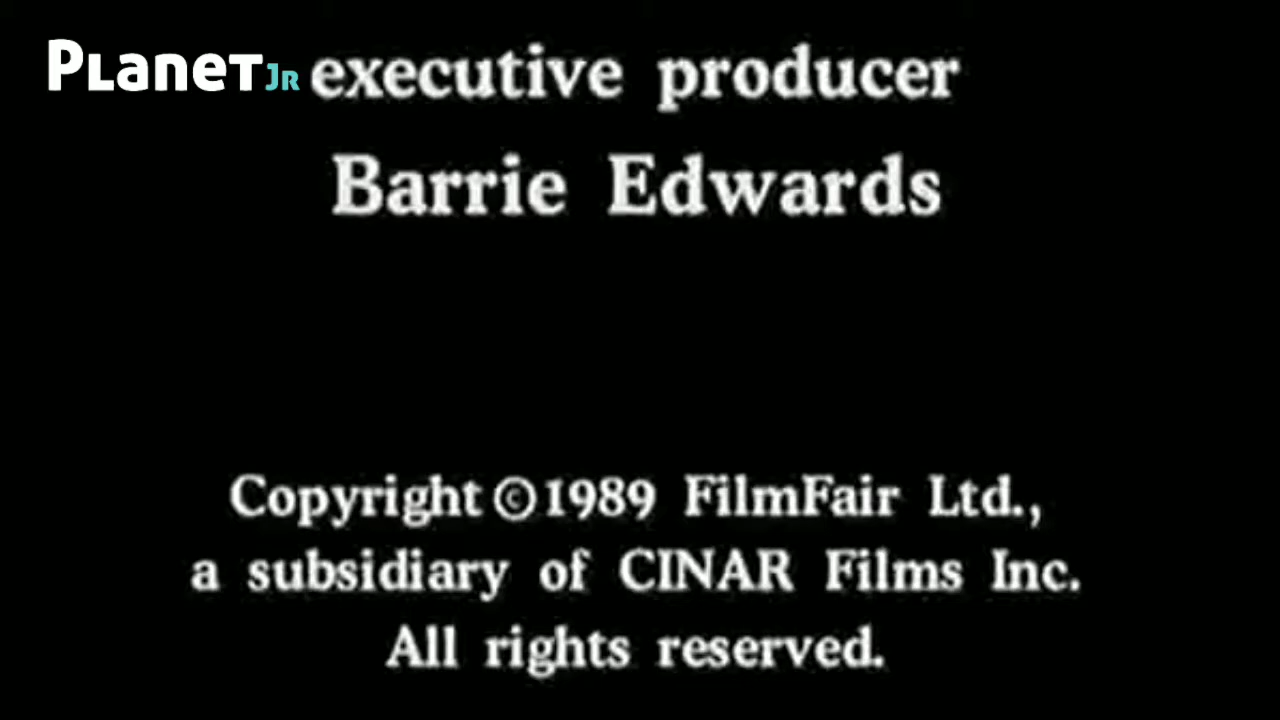 PLaneT JR
executive producer
Barrie Edwards
Copyright ©1989 FilmFair Ltd.,
a subsidiary of CINAR Films Inc.
All rights reserved.